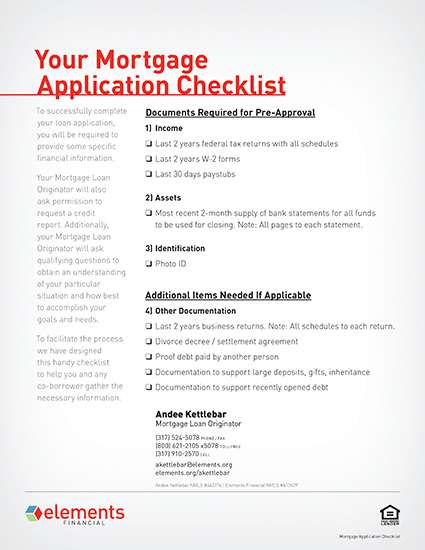 Your Mortgage
Application Checklist
To successfully complete
your loan application,
you will be required to
provide some specific
financial information.
Your Mortgage Loan
Originator will also
ask permission to
request a credit
report. Additionally,
your Mortgage Loan
Originator will ask
qualifying questions to
obtain an understanding
of your particular
situation and how best
to accomplish your
goals and needs.
To facilitate the process
we have designed
this handy checklist
to help you and any
co-borrower gather the
necessary information.
Documents Required for Pre-Approval
1) Income
❑ Last 2 years federal tax returns with all schedules
❑ Last 2 years W-2 forms
❑ Last 30 days paystubs
2) Assets
❑ Most recent 2-month supply of bank statements for all funds
to be used for closing. Note: All pages to each statement.
3) Identification
❑ Photo ID
Additional Items Needed If Applicable
4) Other Documentation
❑ Last 2 years business returns. Note: All schedules to each return.
❑ Divorce decree / settlement agreement
❑ Proof debt paid by another person
❑ Documentation to support large deposits, gifts, inheritance
❑ Documentation to support recently opened debt
Andee Kettlebar
Mortgage Loan Originator
(317) 524-5078 PHONE / FAX
(800) 621-2105 x5078 TOLL-FREE
(317) 910-2570 CELL
akettlebar@elements.org
elements.org/akettlebar
Andee Kettlebar NMLS #463776 | Elements Financial NMLS #410639
elements
FINANCIAL
LENDER
Mortgage Application Checklist